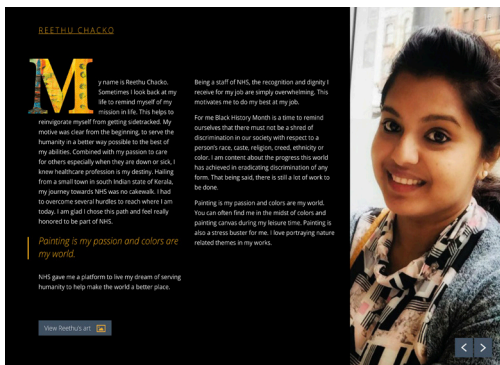 REETHU CHACKO
My name is Reethu Chacko.
Sometimes I look back at my
life to remind myself of my
mission in life. This helps to
reinvigorate myself from getting sidetracked. My
motive was clear from the beginning, to serve the
humanity in a better way possible to the best of
my abilities. Combined with my passion to care
for others especially when they are down or sick, I
knew healthcare profession is my destiny. Hailing
from a small town in south Indian state of Kerala,
my journey towards NHS was no cakewalk. I had
to overcome several hurdles to reach where I am
today. I am glad I chose this path and feel really
honored to be part of NHS.
Painting is my passion and colors are
my world.
NHS gave me a platform to live my dream of serving
humanity to help make the world a better place.
View Reethu's art
Being a staff of NHS, the recognition and dignity I
receive for my job are simply overwhelming. This
motivates me to do my best at my job.
For me Black History Month is a time to remind
ourselves that there must not be a shred of
discrimination in our society with respect to a
person's race, caste, religion, creed, ethnicity or
color. I am content about the progress this world
has achieved in eradicating discrimination of any
form. That being said, there is still a lot of work to
be done.
Painting is my passion and colors are my world.
You can often find me in the midst of colors and
painting canvas during my leisure time. Painting is
also a stress buster for me. I love portraying nature
related themes in my works.